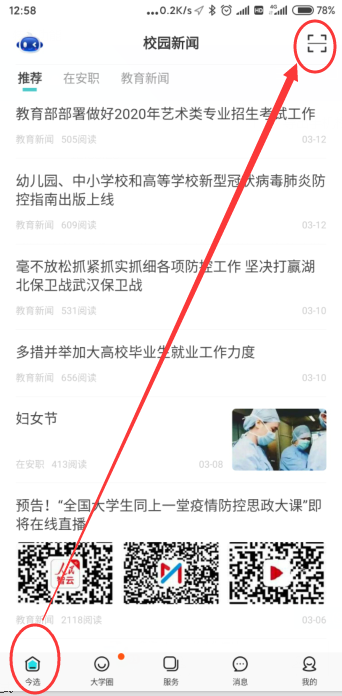 12:58
...0.2K/s
HD
4G
78%
校园新闻
推荐
在安职
教育新闻
教育部部署做好2020年艺术类专业招生考试工作
教育新闻 505阅读
03-12
幼儿园、中小学校和高等学校新型冠状病毒肺炎防
控指南出版上线
教育新闻 609阅读
03-12
毫不放松抓紧抓实抓细各项防控工作 坚决打赢湖
北保卫战武汉保卫战
教育新闻 531阅读
03-10
多措并举加大高校毕业生就业工作力度
教育新闻 656阅读
03-10
妇女节
在安职 413阅读
03-08
预告！“全国大学生同上一堂疫情防控思政大课”即
将在线直播
人民
智云
教育新闻 2118阅读
03-06
今选
大学圈
服务
消息
我的